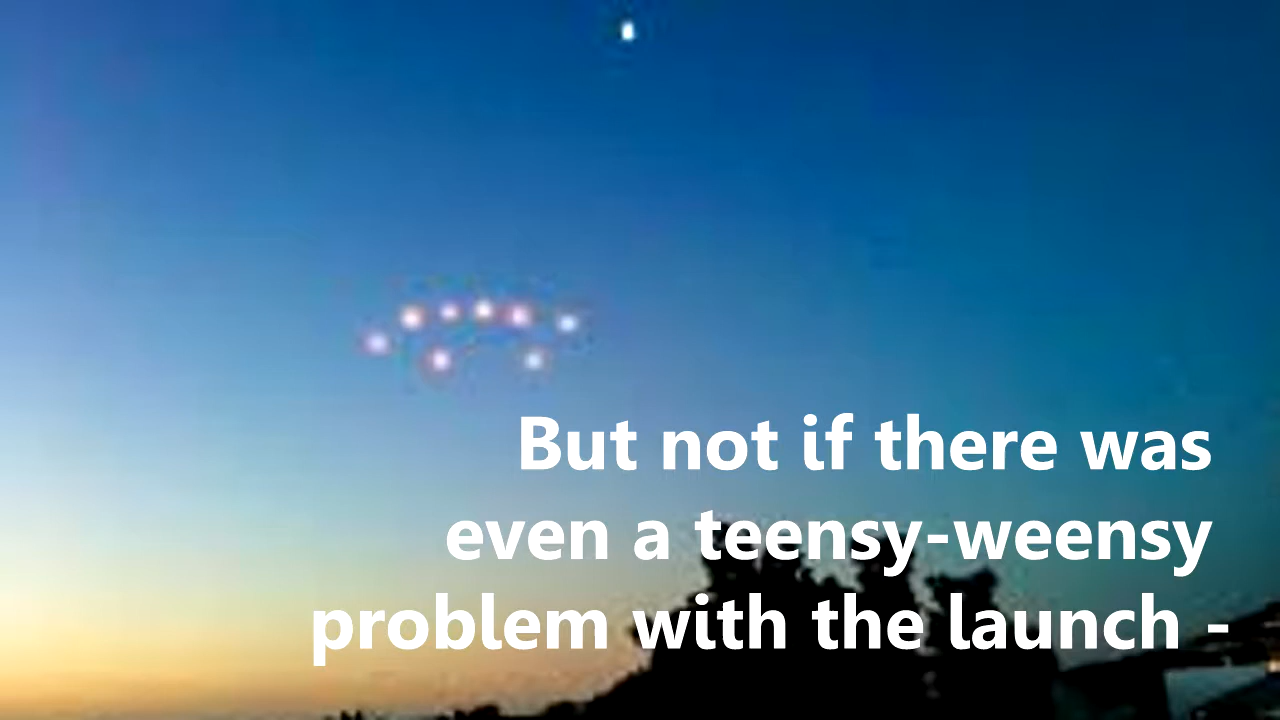 But not if there was
even a teensy-weensy
problem with the launch -